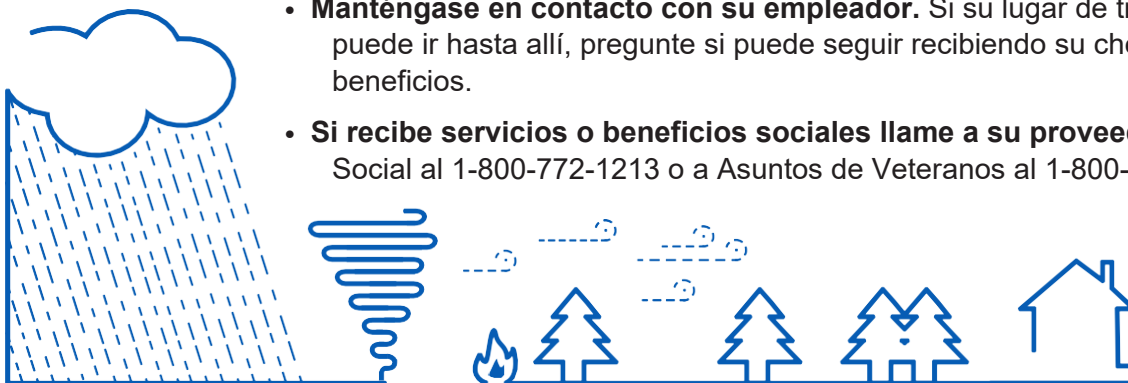 • Manténgase en contacto con su empleador. Si su lugar de
puede ir hasta allí, pregunte si puede seguir recibiendo su
beneficios.
• Si recibe servicios o beneficios sociales llame a su
Social al 1-800-772-1213 o a Asuntos de Veteranos al 1-800-